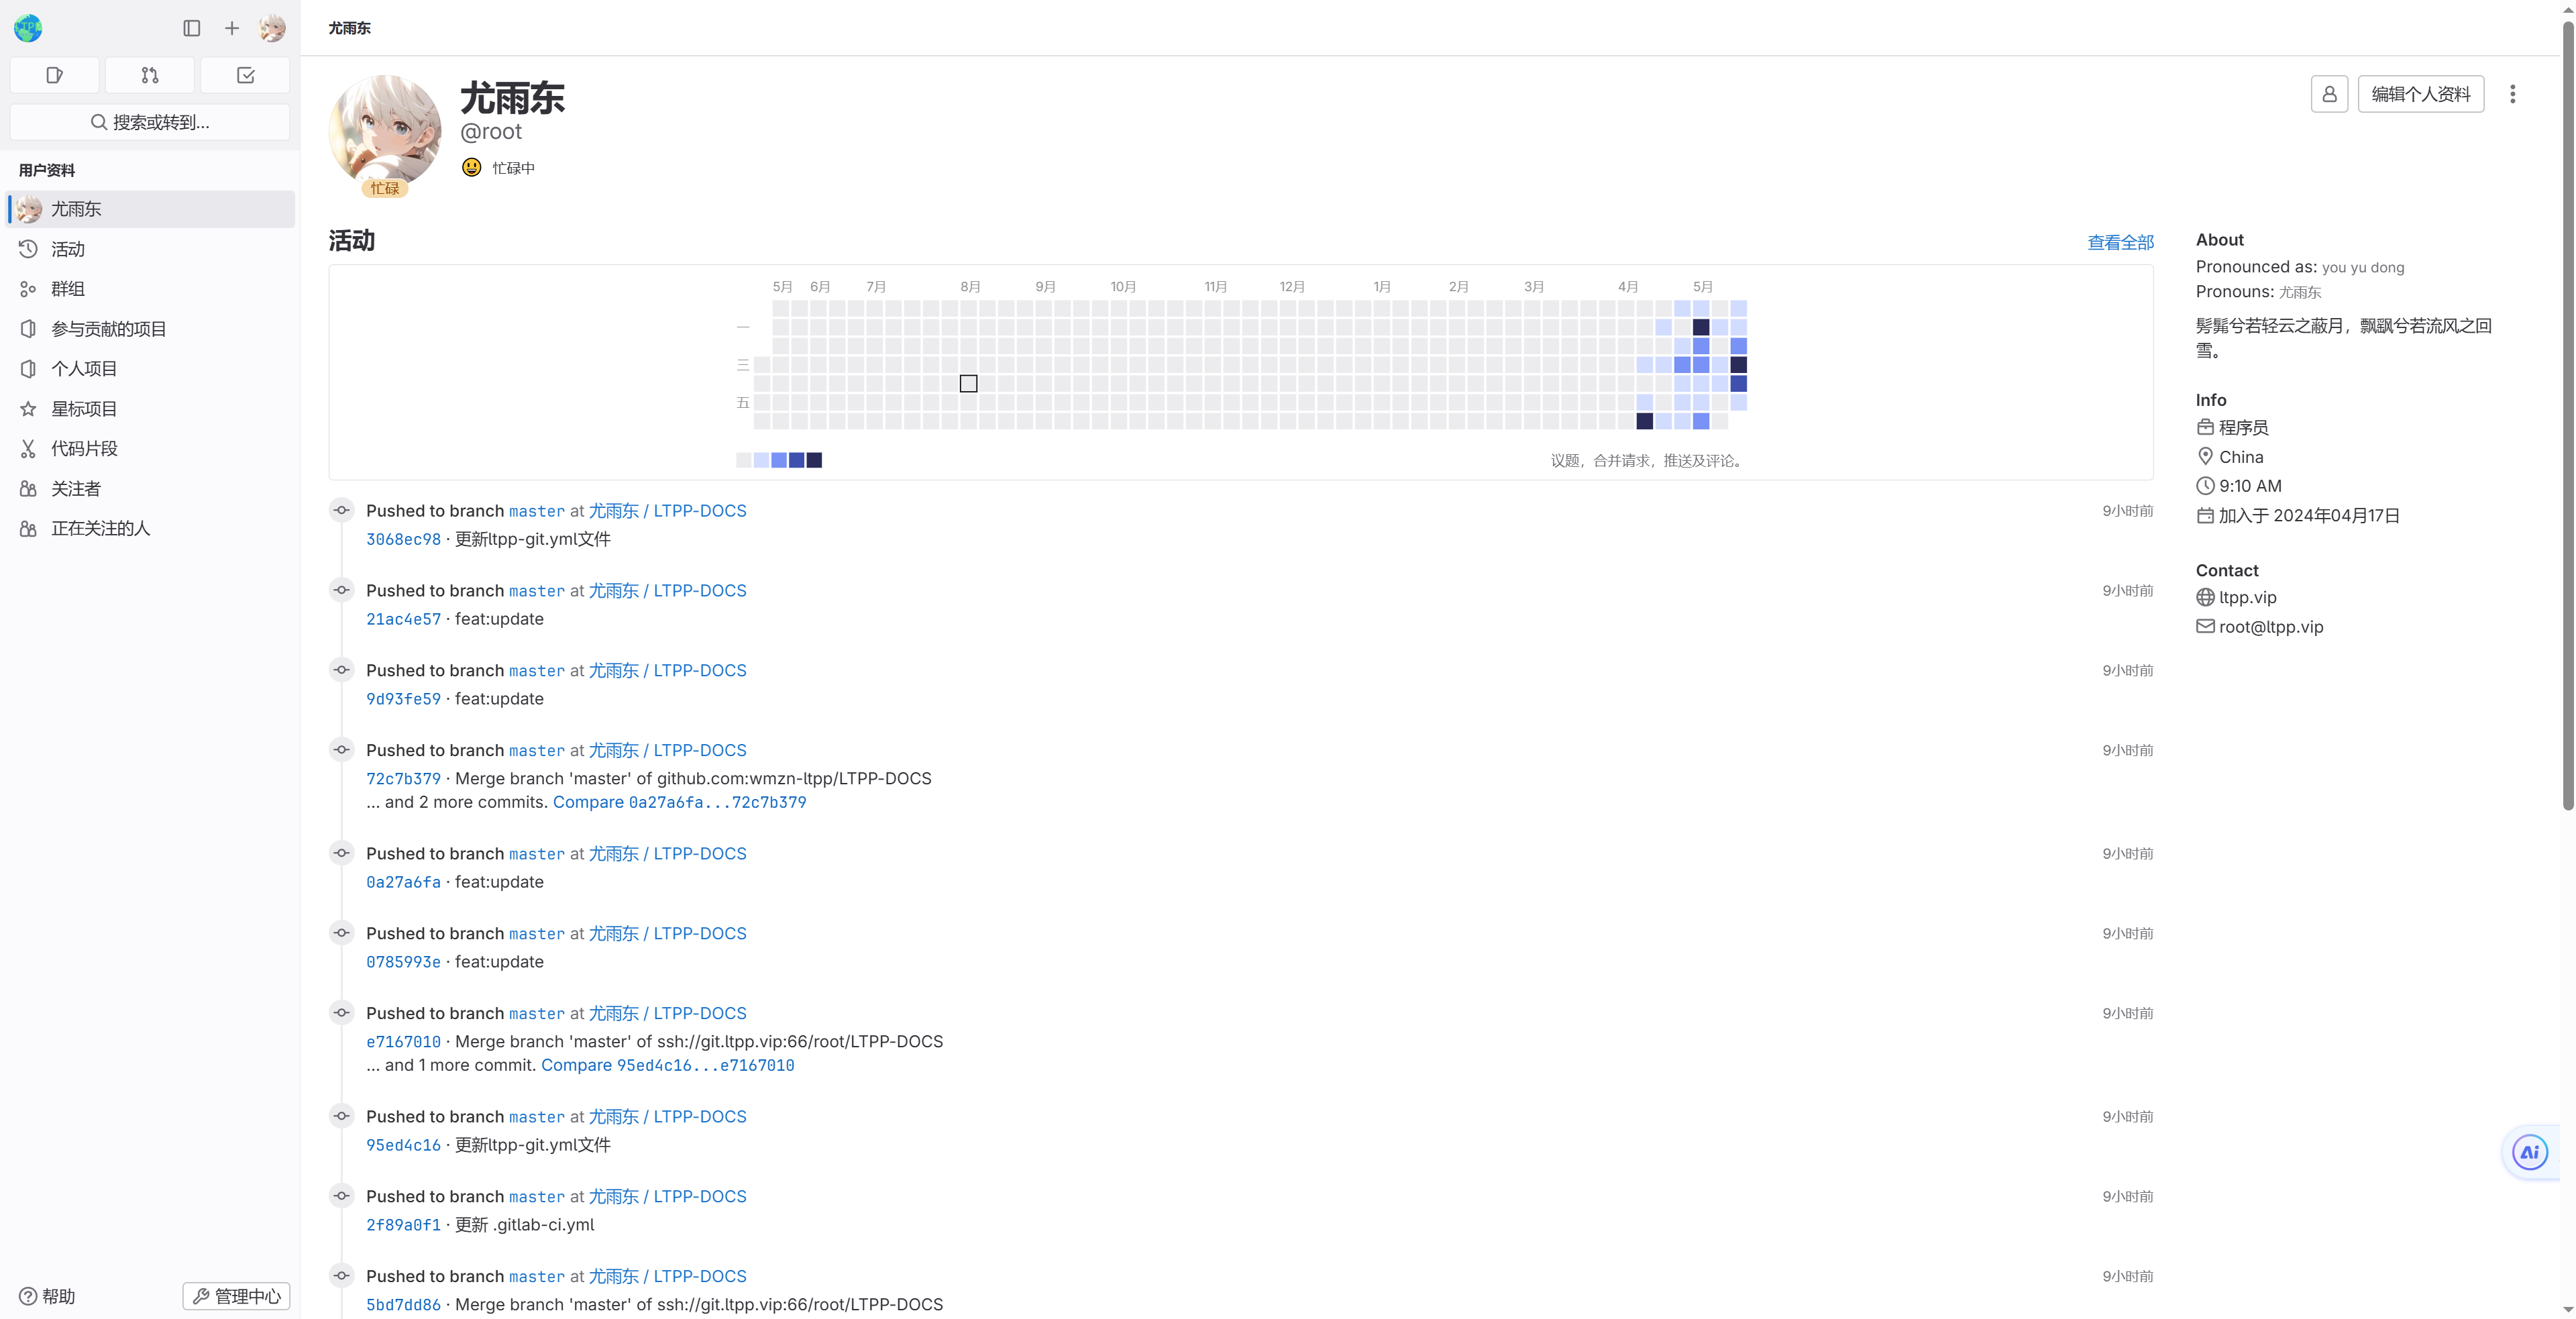 尤雨东
搜索或转到...
用户资料
尤雨东
活动
群组
参与贡献的项目
个人项目
星标项目
代码片段
关注者
正在关注的人
帮助
管理中心
尤雨东
@root
忙碌中
忙碌
编辑个人资料
活动
查看全部
5月 6月 7月 8月 9月 10月 11月 12月 1月 2月 3月 4月 5月
一
三
五
议题，合并请求，推送及评论。
Pushed to branch master at 尤雨东 / LTPP-DOCS 9小时前
3068ec98 · 更新ltpp-git.yml文件
Pushed to branch master at 尤雨东 / LTPP-DOCS 9小时前
21ac4e57 · feat:update
Pushed to branch master at 尤雨东 / LTPP-DOCS 9小时前
9d93fe59 · feat:update
Pushed to branch master at 尤雨东 / LTPP-DOCS 9小时前
72c7b379 · Merge branch 'master' of github.com:wmzn-ltpp/LTPP-DOCS
... and 2 more commits. Compare 0a27a6fa...72c7b379
Pushed to branch master at 尤雨东 / LTPP-DOCS 9小时前
0a27a6fa · feat:update
Pushed to branch master at 尤雨东 / LTPP-DOCS 9小时前
0785993e · feat:update
Pushed to branch master at 尤雨东 / LTPP-DOCS 9小时前
e7167010 · Merge branch 'master' of ssh://git.ltpp.vip:66/root/LTPP-DOCS
... and 1 more commit. Compare 95ed4c16...e7167010
Pushed to branch master at 尤雨东 / LTPP-DOCS 9小时前
95ed4c16 · 更新ltpp-git.yml文件
Pushed to branch master at 尤雨东 / LTPP-DOCS 9小时前
2f89a0f1 · 更新 .gitlab-ci.yml
Pushed to branch master at 尤雨东 / LTPP-DOCS 9小时前
5bd7dd86 · Merge branch 'master' of ssh://git.ltpp.vip:66/root/LTPP-DOCS
About
Pronounced as: you yu dong
Pronouns: 尤雨东
髣髴兮若轻云之蔽月，飘飖兮若流风之回
雪。
Info
程序员
China
9:10 AM
加入于 2024年04月17日
Contact
ltpp.vip
root@ltpp.vip
Ai